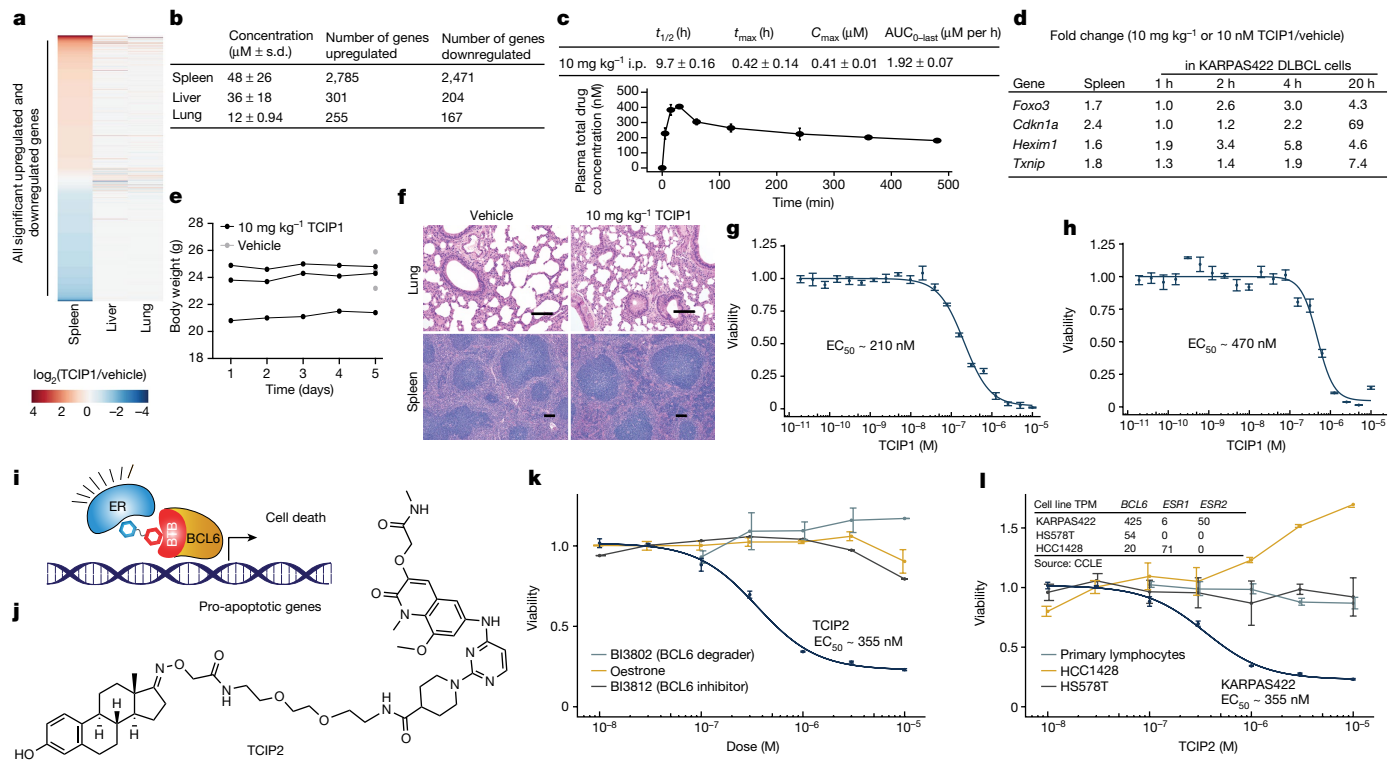 a
All significant upregulated and
downregulated genes
Spleen
Liver
Lung
log2(TCIP1/vehicle)
4 2 0 −2 −4
b
Concentration (μM ± s.d.) Number of genes upregulated Number of genes downregulated
Spleen 48 ± 26 2,785 2,471
Liver 36 ± 18 301 204
Lung 12 ± 0.94 255 167
c
t1/2 (h) tmax (h) Cmax (μM) AUC0–last (μM per h)
10 mg kg−1 i.p. 9.7 ± 0.16 0.42 ± 0.14 0.41 ± 0.01 1.92 ± 0.07
Plasma total drug
concentration (nM)
500
400
300
200
100
0
0 100 200 300 400 500
Time (min)
d
Fold change (10 mg kg−1 or 10 nM TCIP1/vehicle)
in KARPAS422 DLBCL cells
Gene Spleen 1 h 2 h 4 h 20 h
Foxo3 1.7 1.0 2.6 3.0 4.3
Cdkn1a 2.4 1.0 1.2 2.2 69
Hexim1 1.6 1.9 3.4 5.8 4.6
Txnip 1.8 1.3 1.4 1.9 7.4
e
Body weight (g)
28
26
24
22
20
18
10 mg kg−1 TCIP1
Vehicle
1 2 3 4 5
Time (days)
f
Vehicle 10 mg kg−1 TCIP1
Lung
Spleen
g
Viability
1.25
1.00
0.75
0.50
0.25
0
EC50 ~ 210 nM
10−11 10−10 10−9 10−8 10−7 10−6 10−5
TCIP1 (M)
h
Viability
1.25
1.00
0.75
0.50
0.25
0
EC50 ~ 470 nM
10−11 10−10 10−9 10−8 10−7 10−6 10−5
TCIP1 (M)
i
ER
BTB
BCL6
Cell death
Pro-apoptotic genes
j
HO
H
H
H
N
O
O
N
H
O
O
H
N
O
N
N
N
NH
O
N
O
O
O
H
N
TCIP2
k
Viability
1.0
0.5
0
TCIP2
EC50 ~ 355 nM
BI3802 (BCL6 degrader)
Oestrone
BI3812 (BCL6 inhibitor)
10−8 10−7 10−6 10−5
Dose (M)
l
Viability
1.5
1.0
0.5
0
Cell line TPM BCL6 ESR1 ESR2
KARPAS422 425 6 50
HS578T 54 0 0
HCC1428 20 71 0
Source: CCLE
Primary lymphocytes
HCC1428
HS578T
KARPAS422
EC50 ~ 355 nM
10−8 10−7 10−6 10−5
TCIP2 (M)